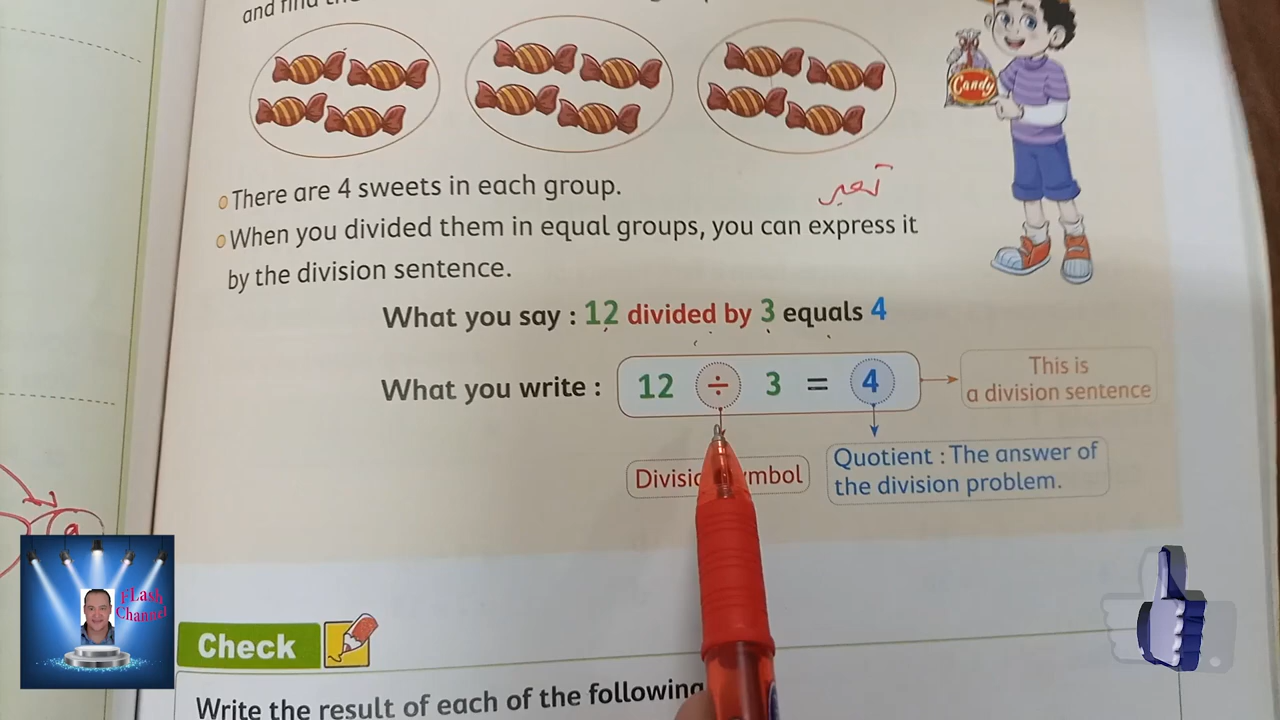 and find the
Candy
There are 4 sweets in each group.
تعبر
When you divided them in equal groups, you can express it
by the division sentence.
What you say : 12 divided by 3 equals 4
What you write : 12 ÷ 3 = 4
This is
a division sentence
Division symbol
Quotient : The answer of
the division problem.
Check
Write the result of each of the following
fLash
Channel